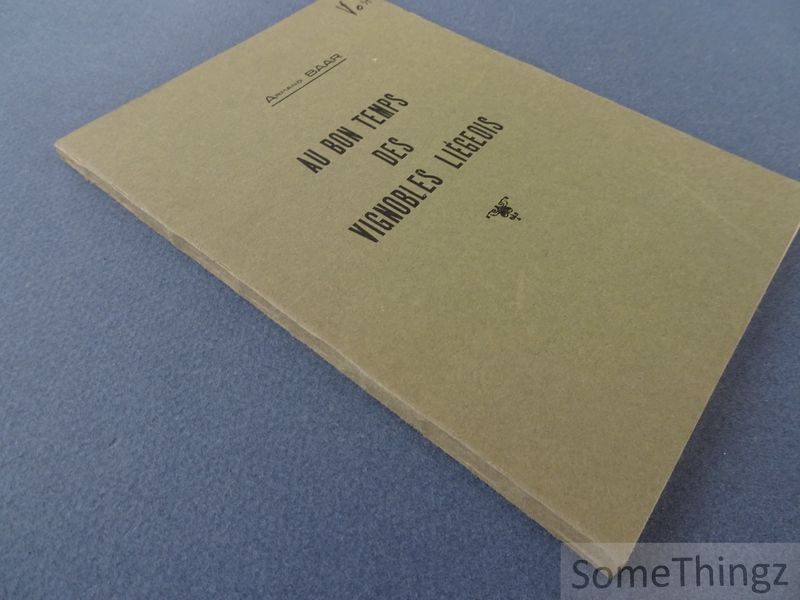 Armand BAAR
AU BON TEMPS
DES
VIGNOBLES LIÉGEOIS
SomeThingz